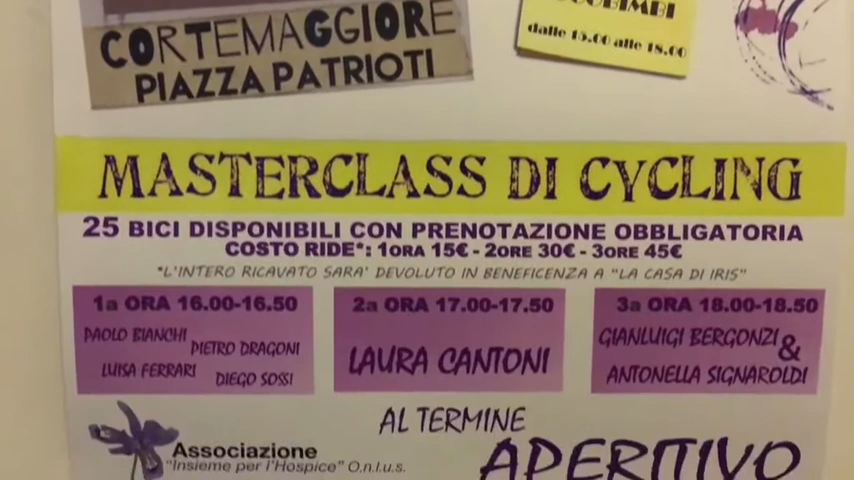 CORTEMAGGIORE
PIAZZA PATRIOTI
dalle 15.00 alle 18.00
MASTERCLASS DI CYCLING
25 BICI DISPONIBILI CON PRENOTAZIONE OBBLIGATORIA
COSTO RIDE*: 1ORA 15€ - 2ORE 30€ - 3ORE 45€
*L'INTERO RICAVATO SARA' DEVOLUTO IN BENEFICENZA A "LA CASA DI IRIS"
1a ORA 16.00-16.50
PAOLO BIANCHI
PIETRO DRAGONI
LUISA FERRARI
DIEGO SOSSI
2a ORA 17.00-17.50
LAURA CANTONI
3a ORA 18.00-18.50
GIANLUIGI BERGONZI
&
ANTONELLA SIGNAROLDI
AL TERMINE
APERITIVO
Associazione
"Insieme per l'Hospice" O.n.l.u.s.